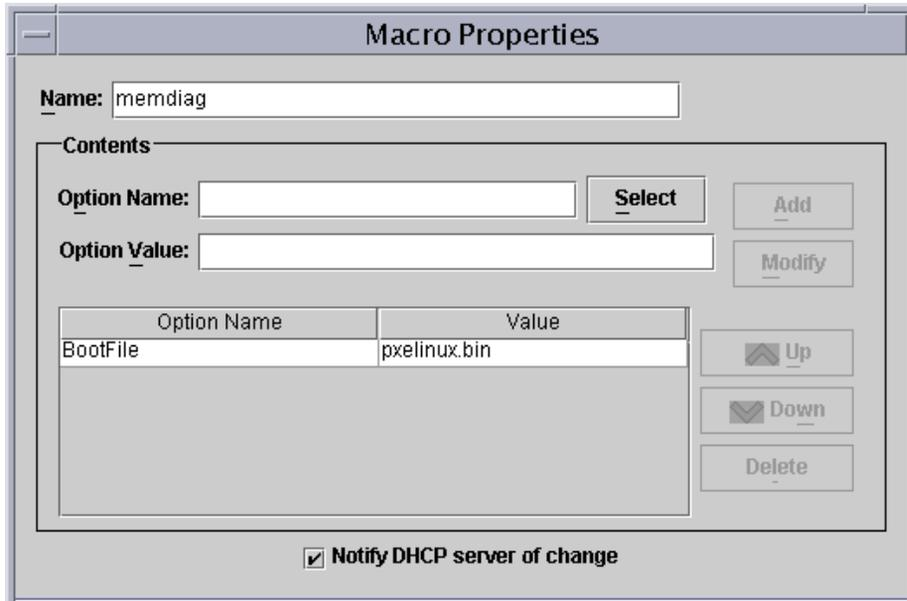 Macro Properties
Name: memdiag
Contents
Option Name: Select Add
Option Value: Modify
Option Name Value
BootFile pxelinux.bin
Up
Down
Delete
Notify DHCP server of change